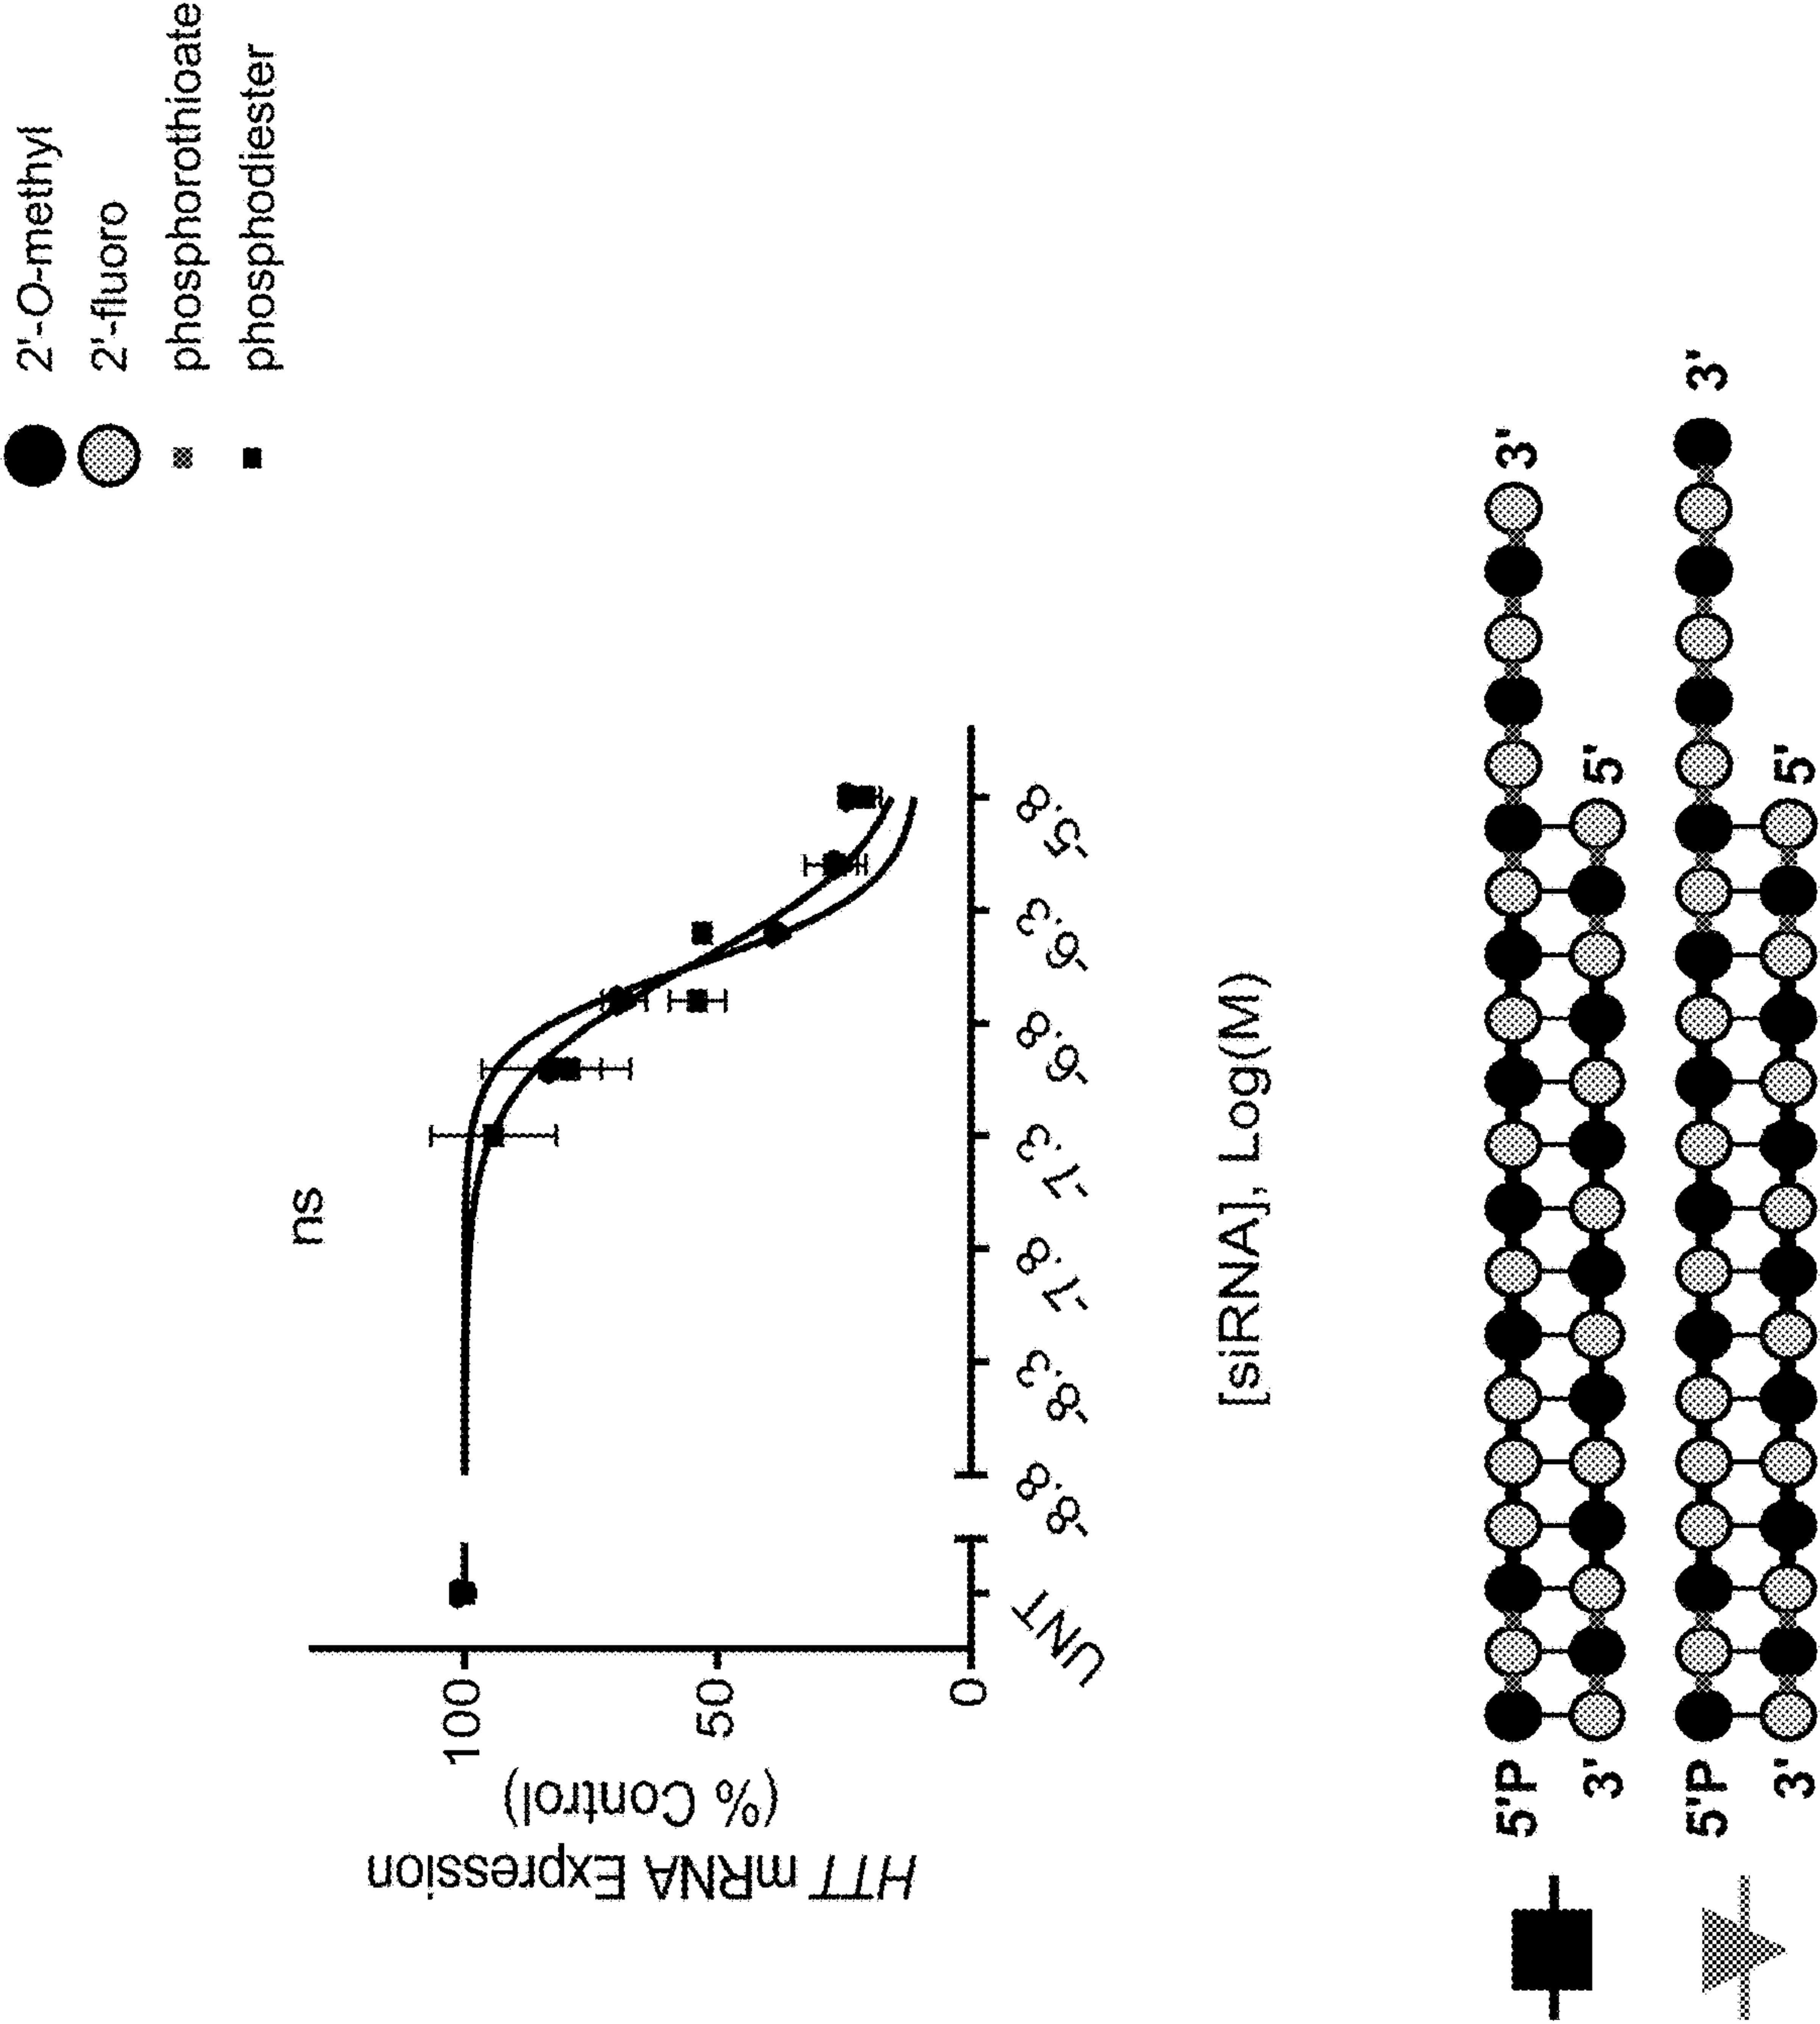 2'-O-methyl
2'-fluoro
phosphorothioate
phosphodiester
ns
HTT mRNA Expression
(% Control)
100
50
0
UNT
-8.8
-8.3
-7.8
-7.3
-6.8
-6.3
-5.8
[siRNA], Log(M)
5'P
3'
3'
5'
5'P
3'
3'
5'